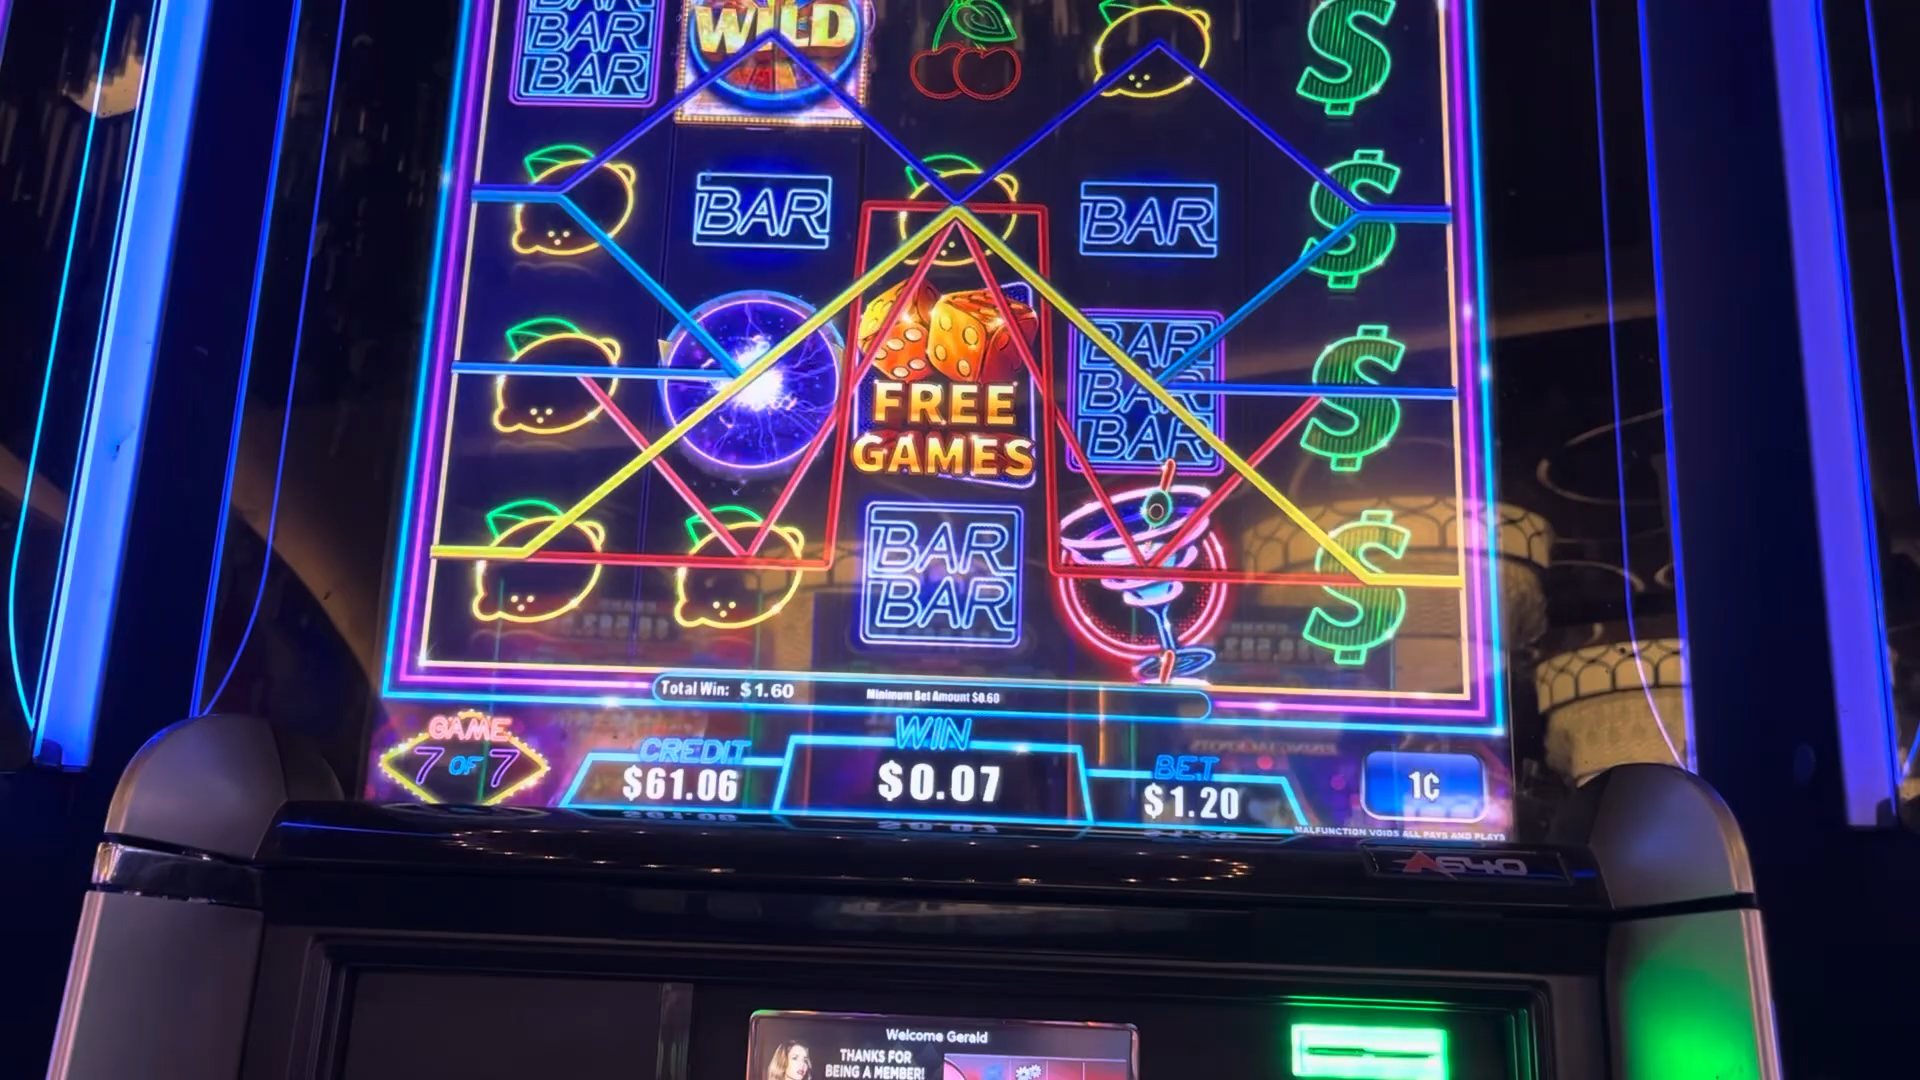 BAR
BAR
BAR
WILD
BAR
BAR
FREE
GAMES
BAR
BAR
BAR
BAR
BAR
Total Win: $1.60
Minimum Bet Amount $0.60
GAME
7 OF 7
CREDIT
$61.06
WIN
$0.07
BET
$1.20
1¢
MALFUNCTION VOIDS ALL PAYS AND PLAYS
A640
Welcome Gerald
THANKS FOR
BEING A MEMBER!